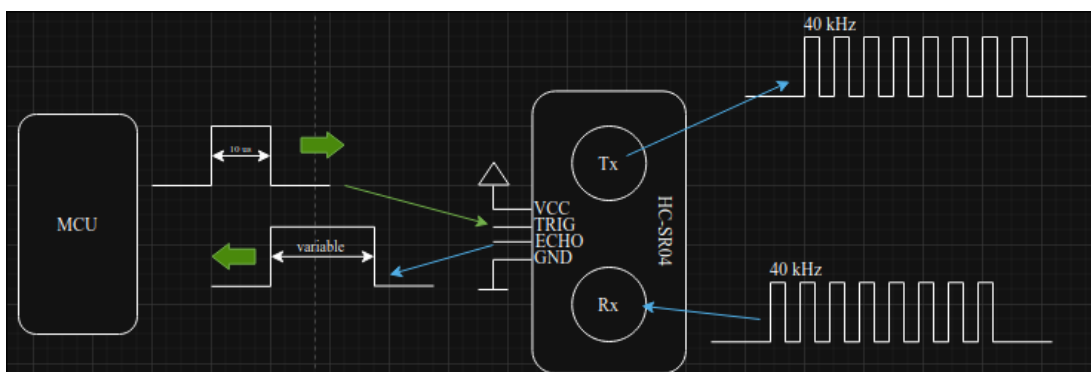 40 kHz
10 us
MCU
variable
Tx
VCC
TRIG
ECHO
GND
HC-SR04
Rx
40 kHz